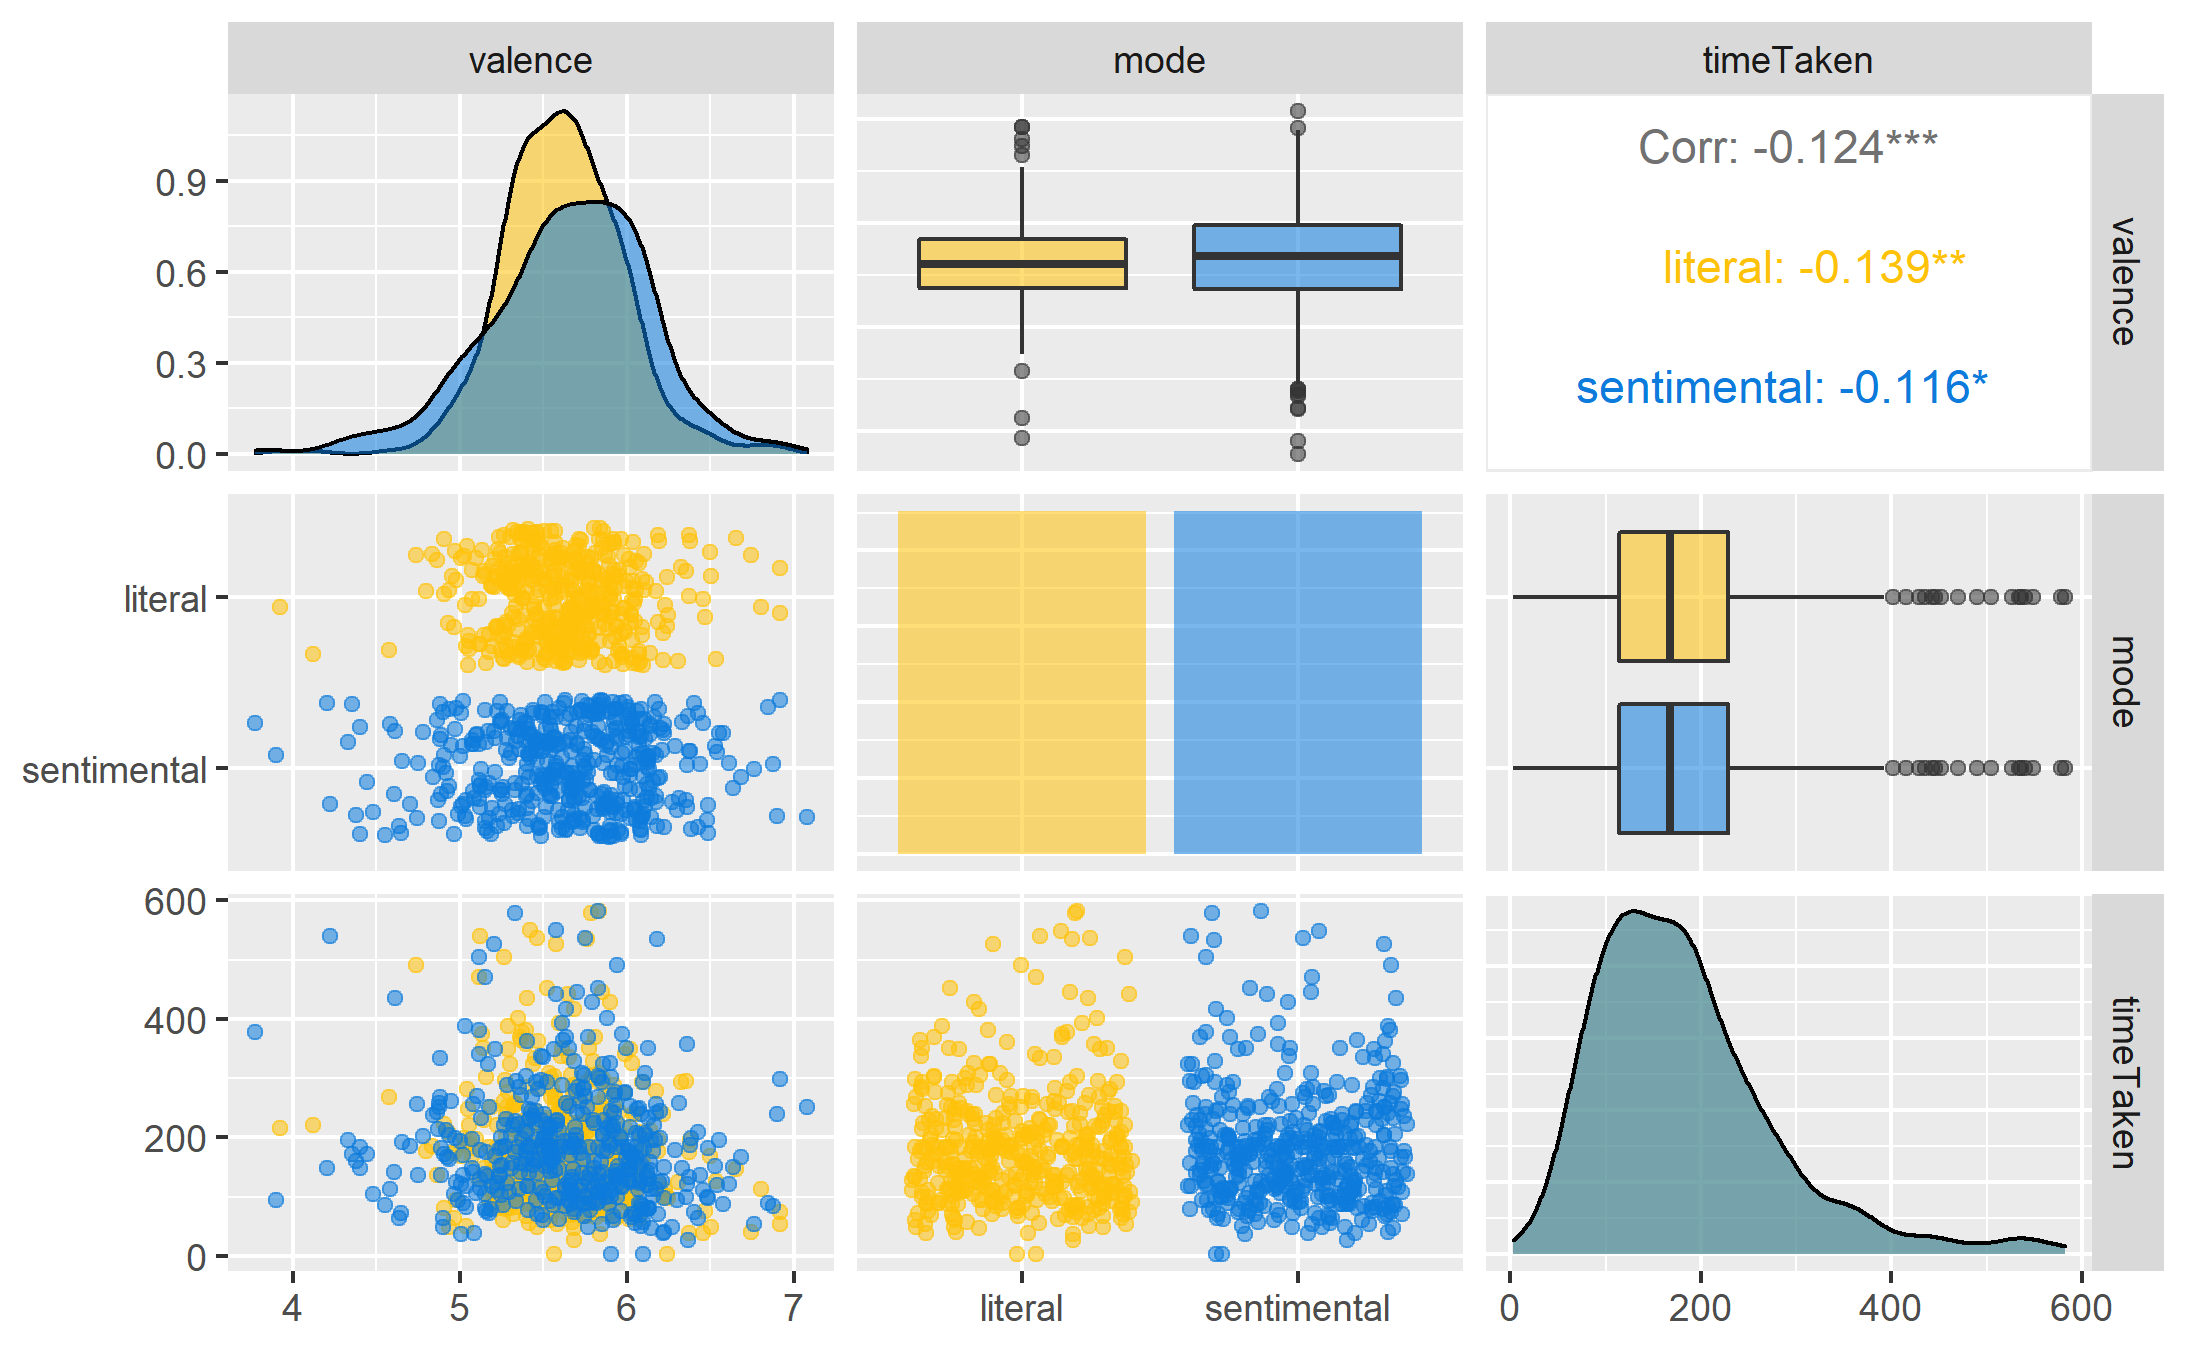 valence
mode
timeTaken
0.9
0.6
0.3
0.0
Corr: -0.124***
literal: -0.139**
sentimental: -0.116*
valence
literal
sentimental
mode
600
400
200
0
timeTaken
4 5 6 7
literal sentimental
0 200 400 600